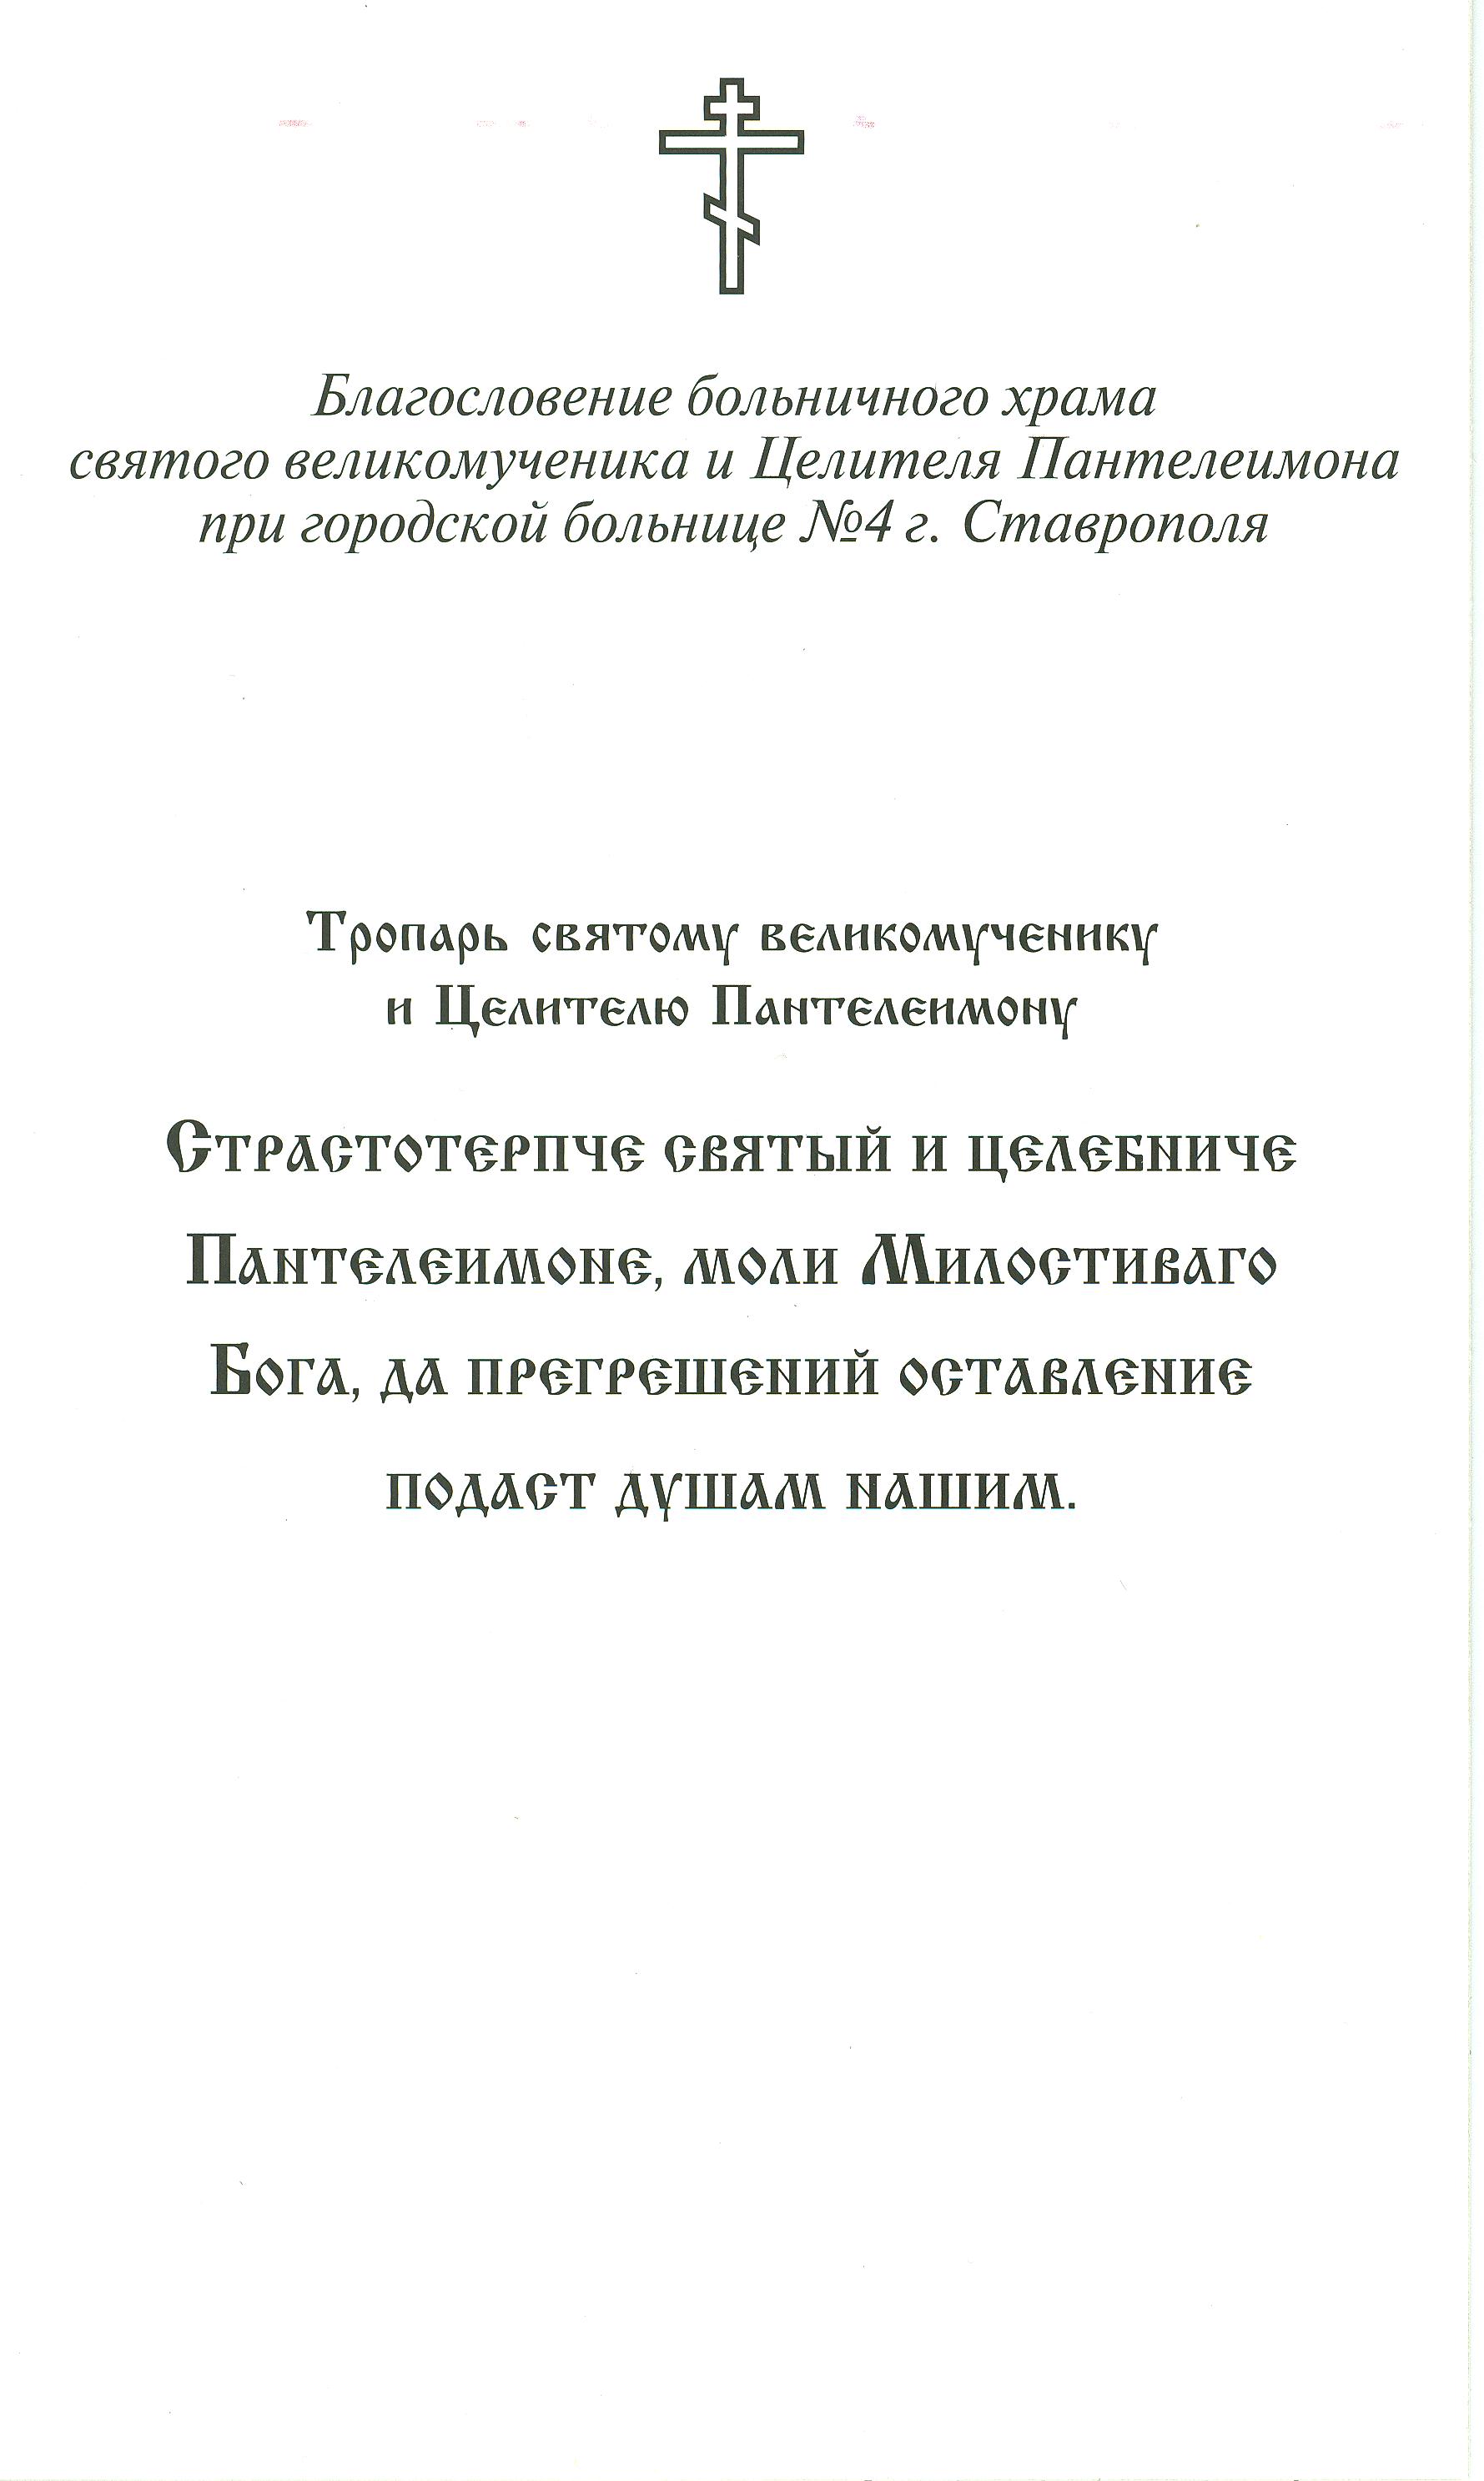 Благословение больничного храма
святого великомученика и Целителя Пантелеимона
при городской больнице №4 г. Ставрополя
Тропарь святому великомученику
и Целителю Пантелеимону
Страстотерпче святый и целебниче
Пантелеимоне, моли Милостиваго
Бога, да прегрешений оставление
подаст душам нашим.